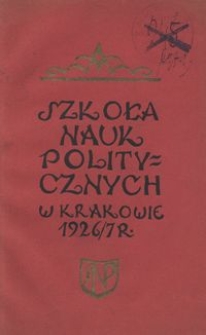 SZKOŁA
NAUK
POLITY=
CZNYCH
W KRAKOWIE
1926/7 R.